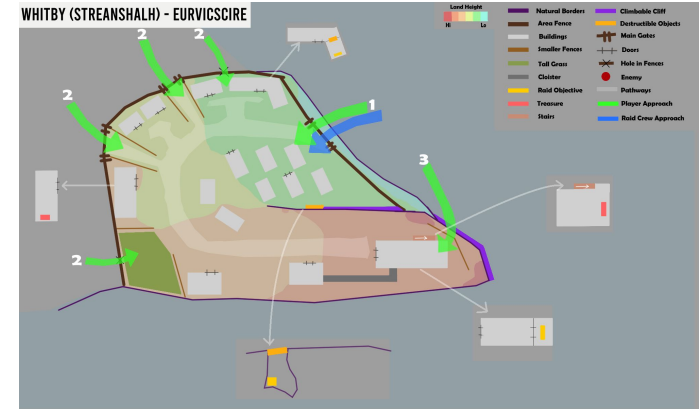 WHITBY (STREANSHALH) - EURVICSCIRE
Land Height
Hi Lo
Natural Borders
Area Fence
Buildings
Smaller Fences
Tall Grass
Cloister
Raid Objective
Treasure
Stairs
Climbable Cliff
Destructible Objects
Main Gates
Doors
Hole in Fences
Enemy
Pathways
Player Approach
Raid Crew Approach
2
2
2
1
3
2